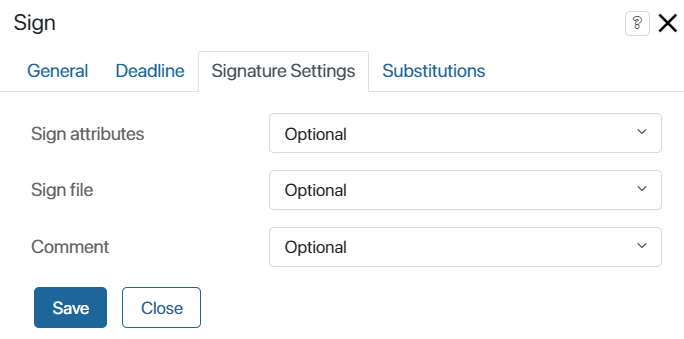 Sign
?
General Deadline Signature Settings Substitutions
Sign attributes Optional
Sign file Optional
Comment Optional
Save Close